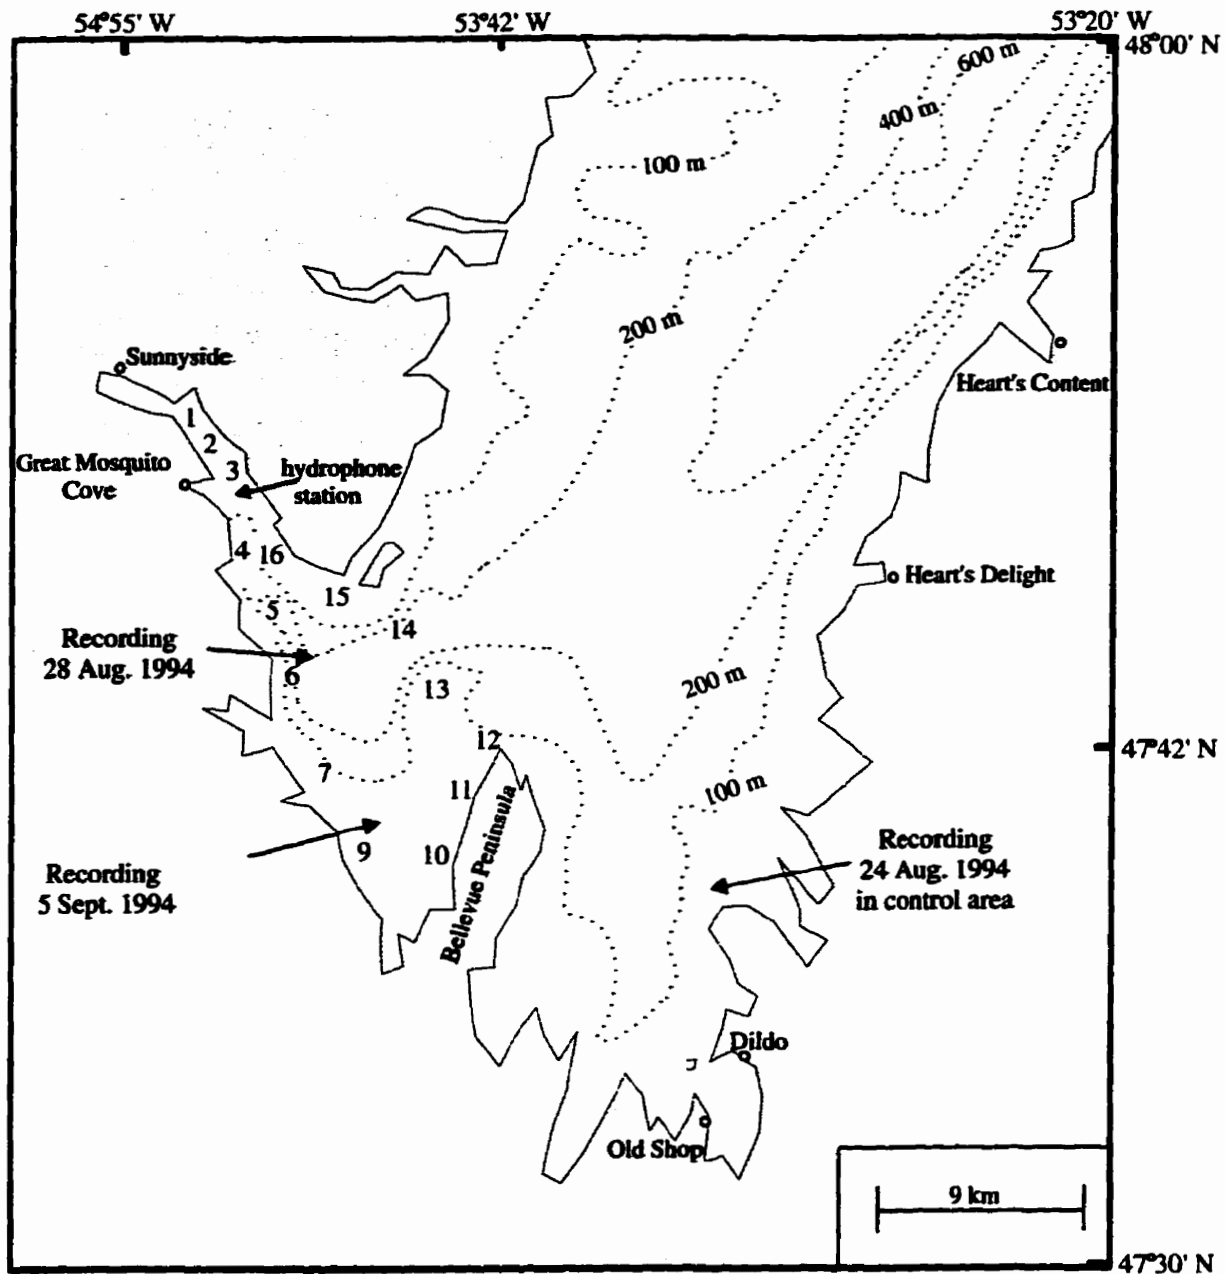 54°55' W
53°42' W
53°20' W
48°00' N
600 m
400 m
100 m
200 m
Sunnyside
Heart's Content
1
2
3
Great Mosquito
Cove
hydrophone
station
4
16
15
Heart's Delight
5
14
Recording
28 Aug. 1994
6
13
200 m
12
47°42' N
7
11
100 m
Bellevue Peninsula
9
10
Recording
5 Sept. 1994
Recording
24 Aug. 1994
in control area
Dildo
Old Shop
9 km
47°30' N